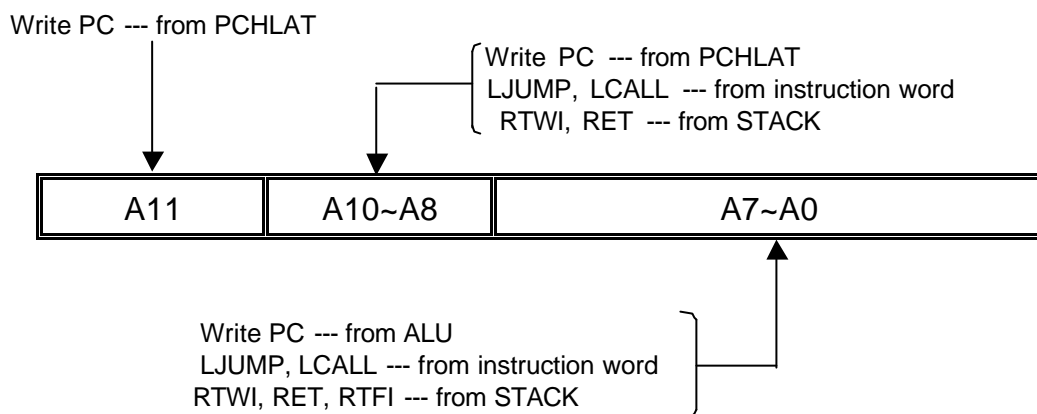 Write PC --- from PCHLAT
Write PC --- from PCHLAT
LJUMP, LCALL --- from instruction word
RTWI, RET --- from STACK
A11 A10~A8 A7~A0
Write PC --- from ALU
LJUMP, LCALL --- from instruction word
RTWI, RET, RTFI --- from STACK